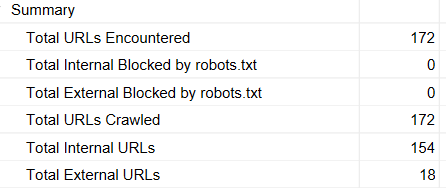 Summary
Total URLs Encountered 172
Total Internal Blocked by robots.txt 0
Total External Blocked by robots.txt 0
Total URLs Crawled 172
Total Internal URLs 154
Total External URLs 18